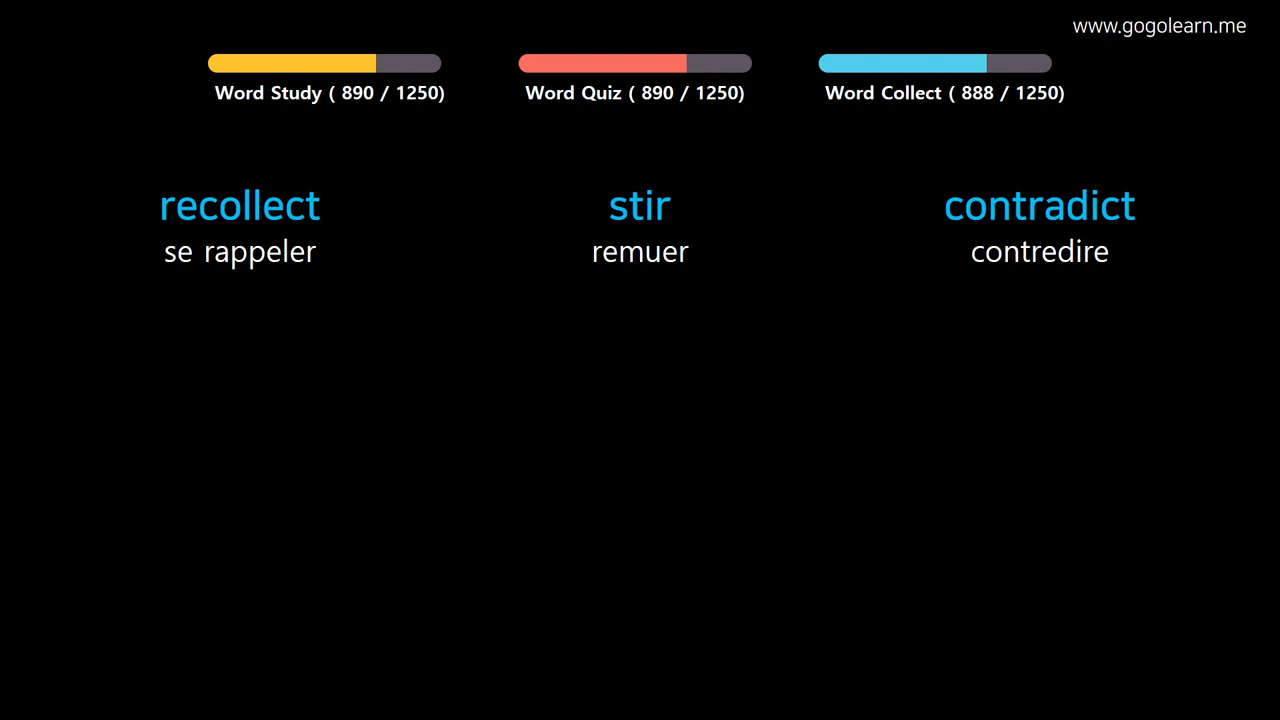 www.gogolearn.me
Word Study ( 890 / 1250)
Word Quiz ( 890 / 1250)
Word Collect ( 888 / 1250)
recollect
se rappeler
stir
remuer
contradict
contredire